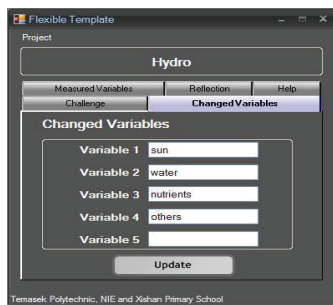 Flexible Template
Project
Hydro
Measured Variables Reflection Help
Challenge Changed Variables
Changed Variables
Variable 1 sun
Variable 2 water
Variable 3 nutrients
Variable 4 others
Variable 5
Update
Temasek Polytechnic, NIE and Xishan Primary School